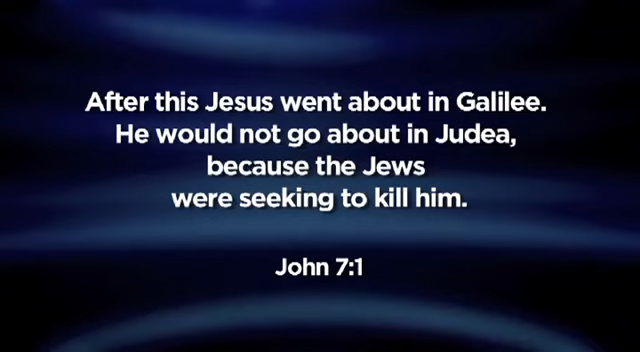 After this Jesus went about in Galilee.
He would not go about in Judea,
because the Jews
were seeking to kill him.
John 7:1